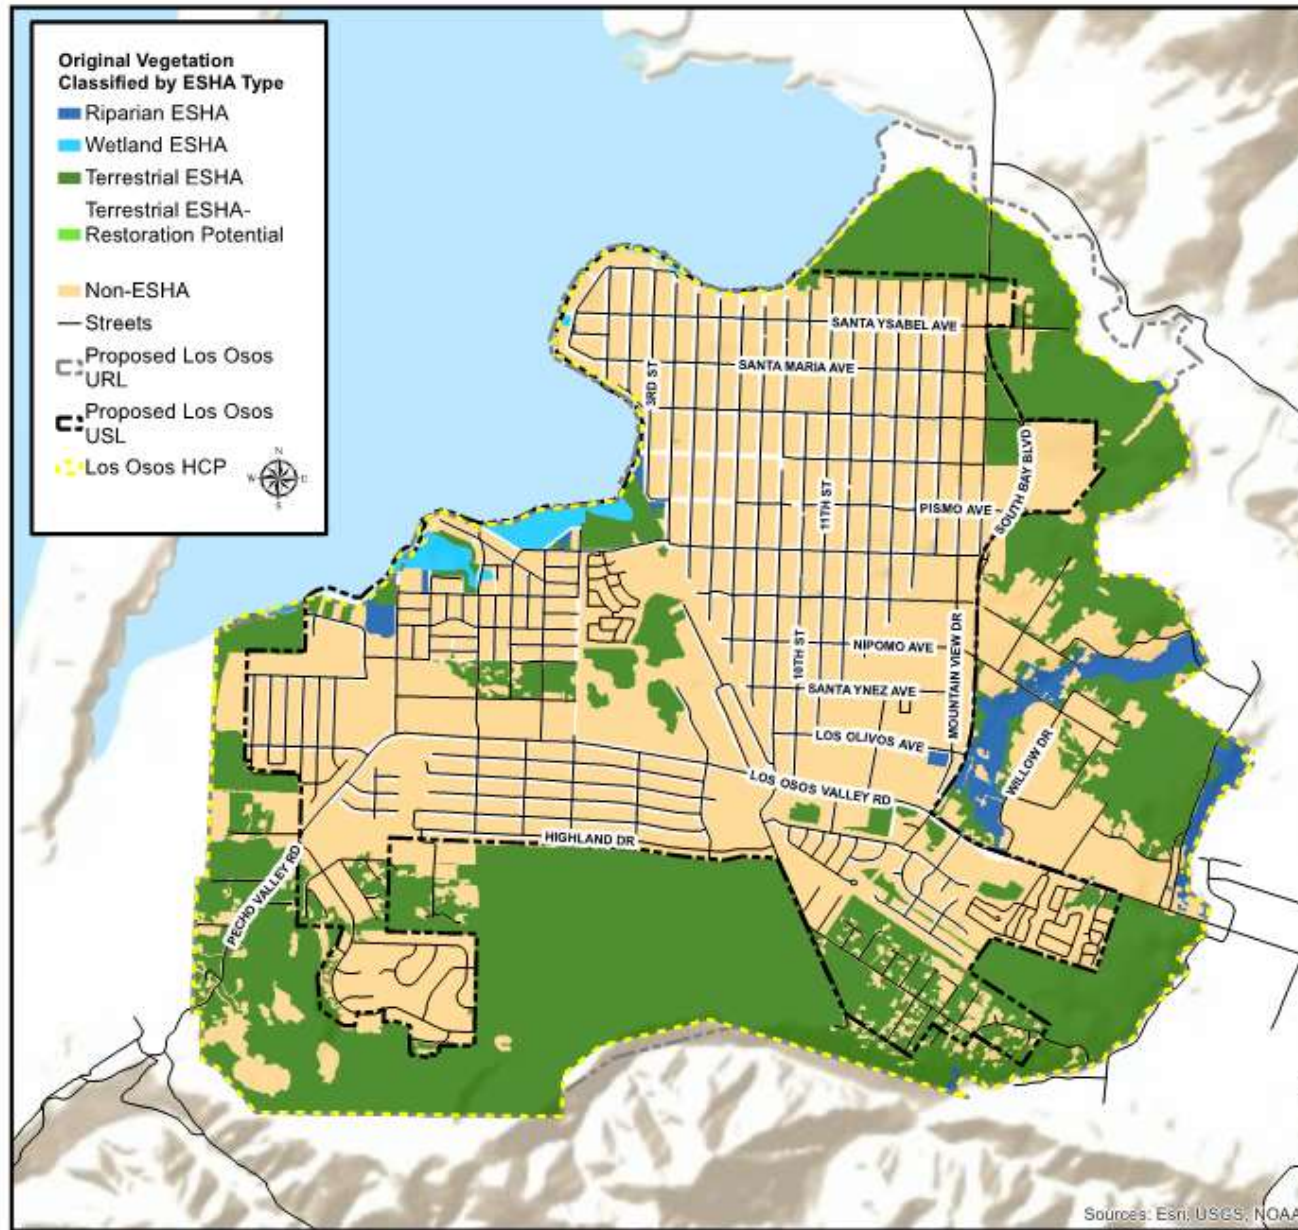 Original Vegetation
Classified by ESHA Type
Riparian ESHA
Wetland ESHA
Terrestrial ESHA
Terrestrial ESHA-
Restoration Potential
Non-ESHA
Streets
Proposed Los Osos
URL
Proposed Los Osos
USL
Los Osos HCP
N
W
E
S
SANTA YSABEL AVE
SANTA MARIA AVE
3RD ST
SOUTH BAY BLVD
11TH ST
PISMO AVE
NIPOMO AVE
10TH ST
SANTA YNEZ AVE
MOUNTAIN VIEW DR
LOS OLIVOS AVE
WILLOW DR
LOS OSOS VALLEY RD
HIGHLAND DR
PECHO VALLEY RD
Sources: Esri, USGS, NOAA